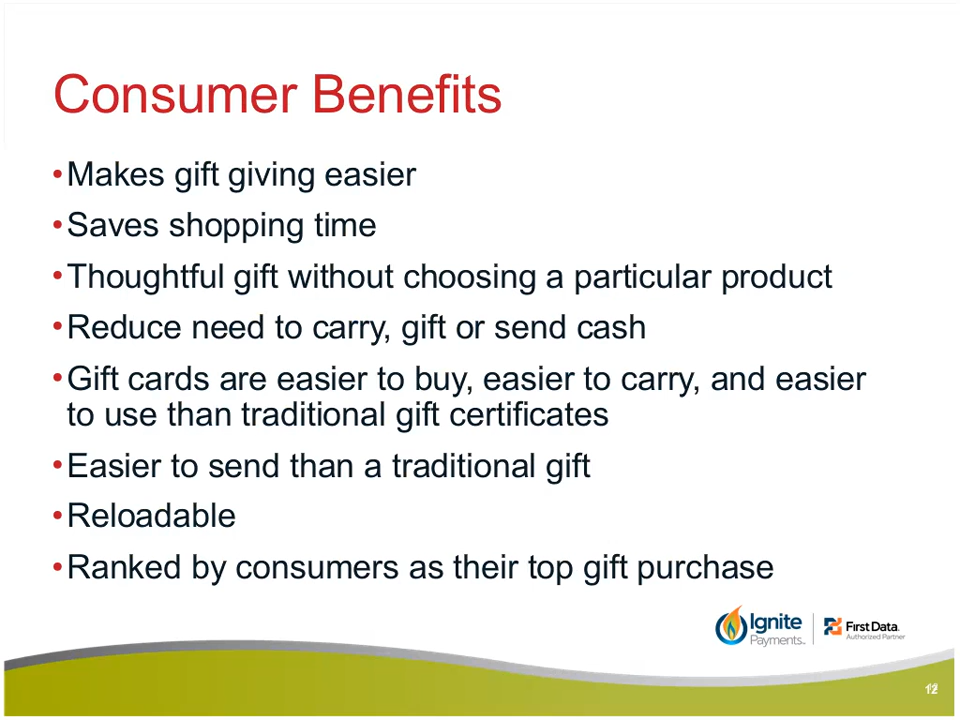 Consumer Benefits
•Makes gift giving easier
•Saves shopping time
•Thoughtful gift without choosing a particular product
•Reduce need to carry, gift or send cash
•Gift cards are easier to buy, easier to carry, and easier
to use than traditional gift certificates
•Easier to send than a traditional gift
•Reloadable
•Ranked by consumers as their top gift purchase
Ignite
Payments
First Data.
Authorized Partner
12